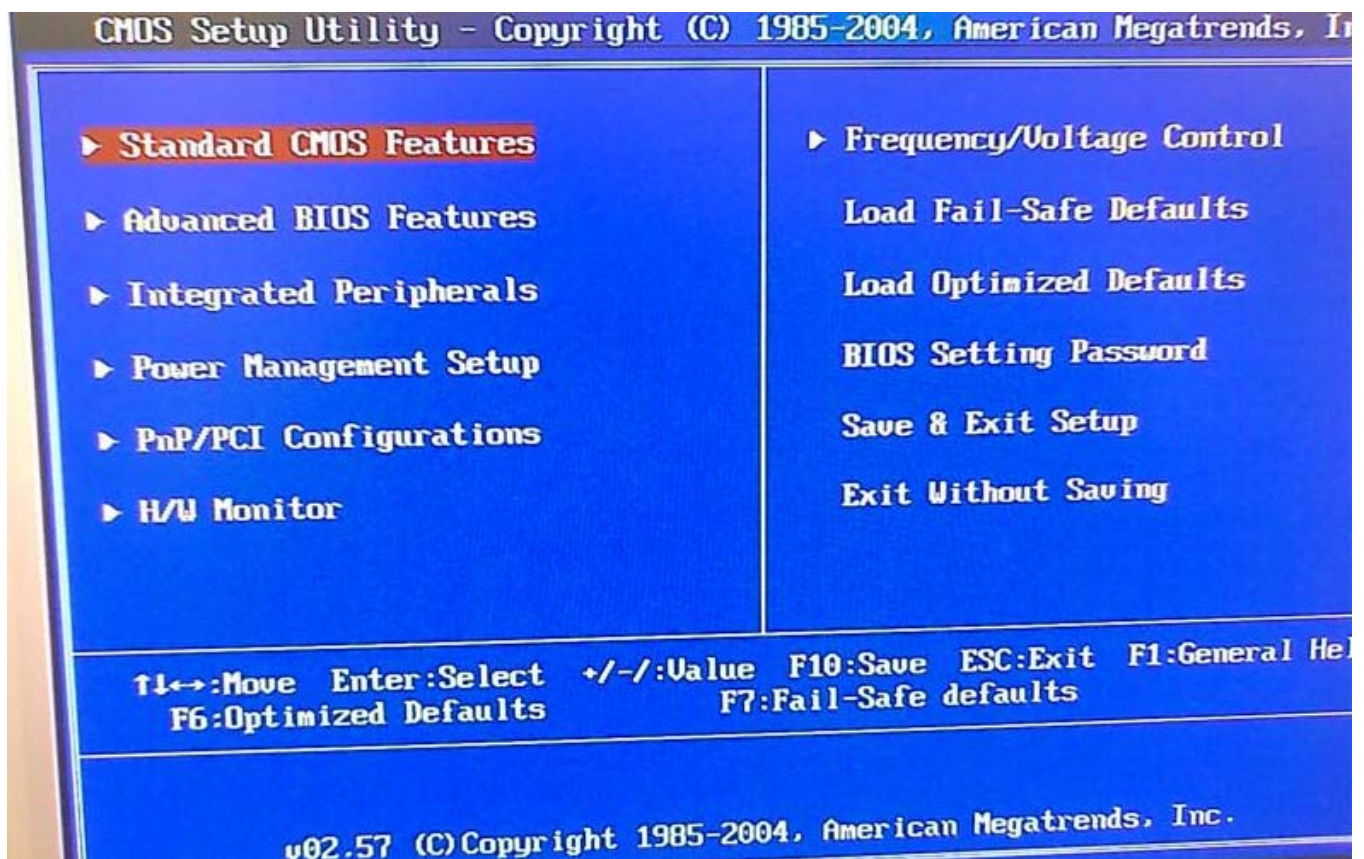 CMOS Setup Utility - Copyright (C) 1985-2004, American Megatrends,
▶ Standard CMOS Features
▶ Advanced BIOS Features
▶ Integrated Peripherals
▶ Power Management Setup
▶ PnP/PCI Configurations
▶ H/W Monitor
▶ Frequency/Voltage Control
Load Fail-Safe Defaults
Load Optimized Defaults
BIOS Setting Password
Save & Exit Setup
Exit Without Saving
↑↓←→:Move Enter:Select +/-/:Value F10:Save ESC:Exit F1:General Hel
F6:Optimized Defaults F7:Fail-Safe defaults
v02.57 (C)Copyright 1985-2004, American Megatrends, Inc.